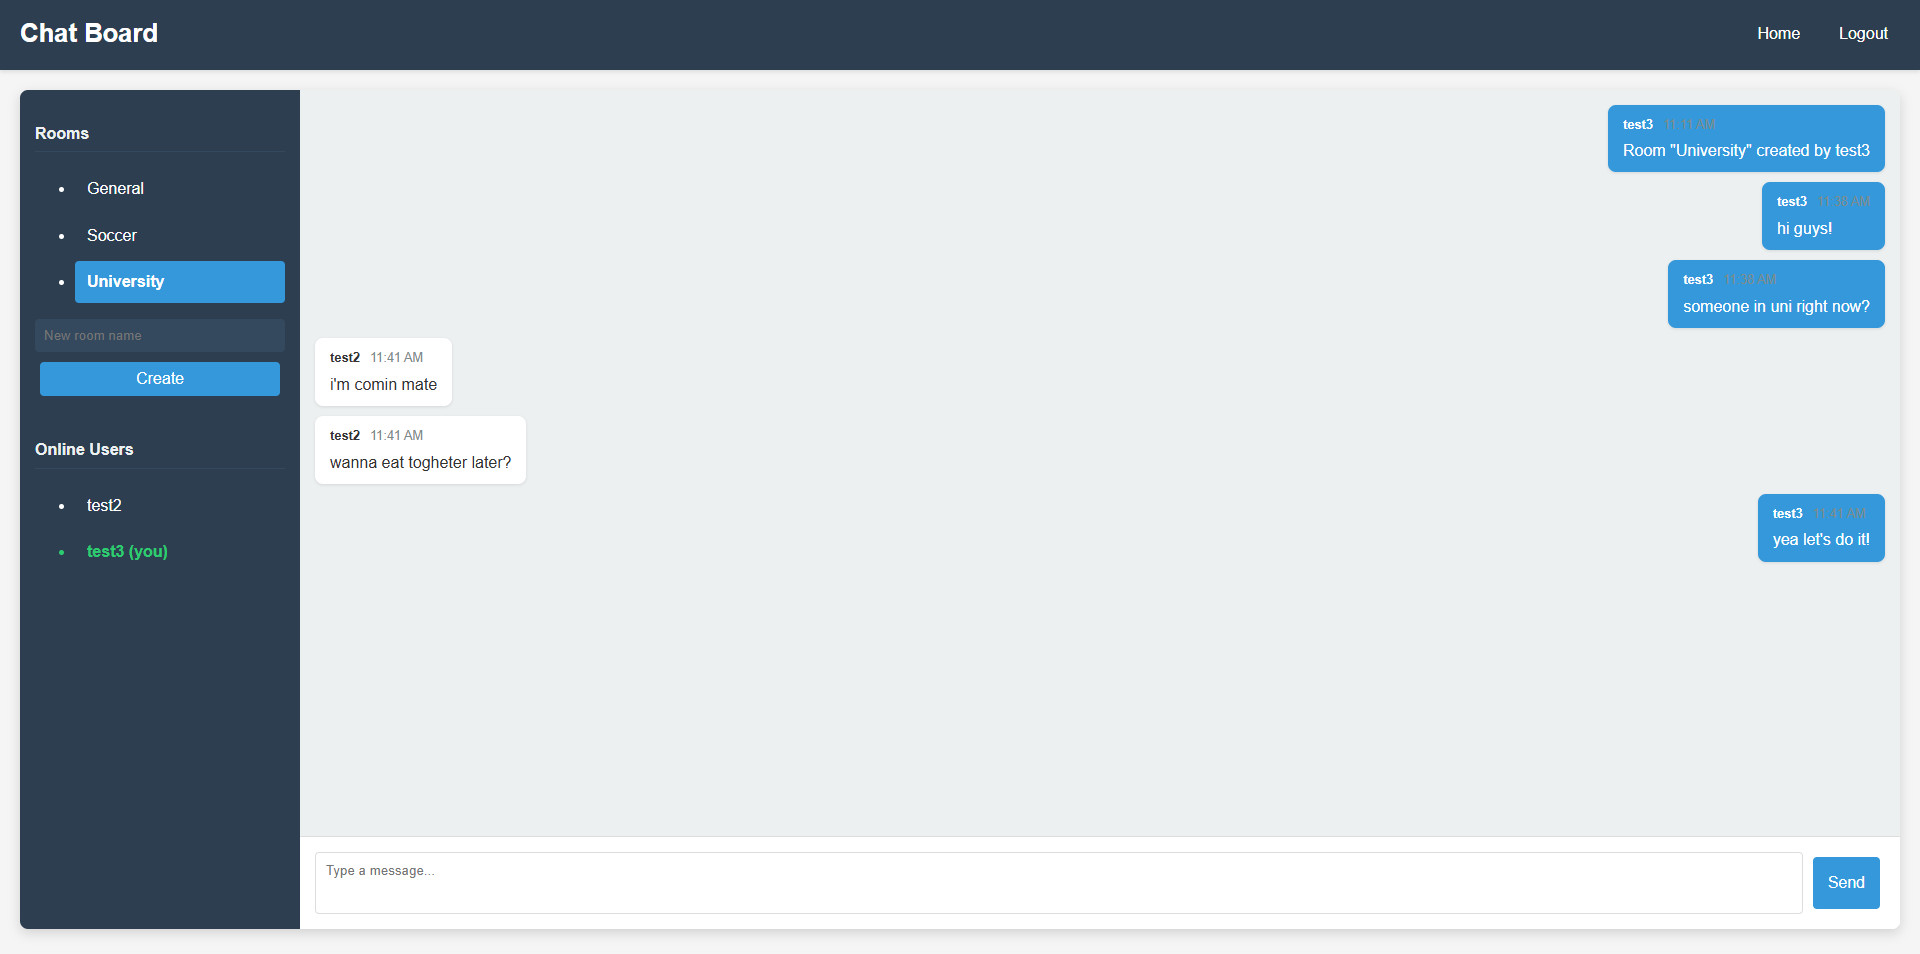 Chat Board
Home
Logout
Rooms
General
Soccer
University
New room name
Create
Online Users
test2
test3 (you)
test3 11:11 AM
Room "University" created by test3
test3 11:38 AM
hi guys!
test3 11:38 AM
someone in uni right now?
test2 11:41 AM
i'm comin mate
test2 11:41 AM
wanna eat togheter later?
test3 11:41 AM
yea let's do it!
Type a message...
Send